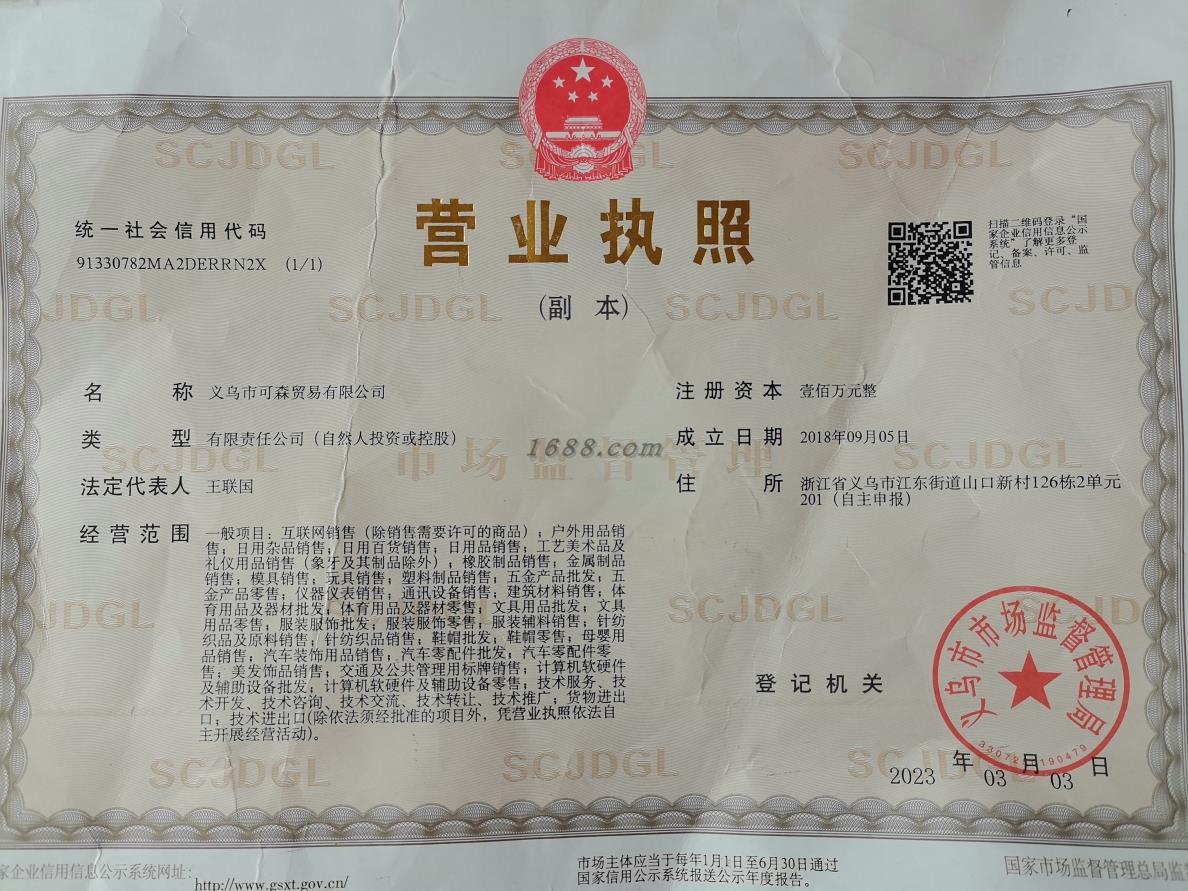 营业执照
(副 本)
统一社会信用代码
91330782MA2DERRN2X (1/1)
扫描二维码登录“国
家企业信用信息公示
系统”了解更多登
记、备案、许可、监
管信息
名 称 义乌市可森贸易有限公司
类 型 有限责任公司（自然人投资或控股）
法定代表人 王联国
经营范围 一般项目：互联网销售（除销售需要许可的商品）；户外用品销
售；日用杂品销售；日用百货销售；日用品销售；工艺美术品及
礼仪用品销售（象牙及其制品除外）；橡胶制品销售；金属制品
销售；模具销售；玩具销售；塑料制品销售；五金产品批发；五
金产品零售；仪器仪表销售；通讯设备销售；建筑材料销售；体
育用品及器材批发；体育用品及器材零售；文具用品批发；文具
用品零售；服装服饰批发；服装服饰零售；服装辅料销售；针纺
织品及原料销售；针纺织品销售；鞋帽批发；鞋帽零售；母婴用
品销售；汽车装饰用品销售；汽车零配件批发；汽车零配件零
售；美发饰品销售；交通及公共管理用标牌销售；计算机软硬件
及辅助设备批发；计算机软硬件及辅助设备零售；技术服务、技
术开发、技术咨询、技术交流、技术转让、技术推广；货物进出
口；技术进出口(除依法须经批准的项目外，凭营业执照依法自
主开展经营活动)。
注册资本 壹佰万元整
成立日期 2018年09月05日
住 所 浙江省义乌市江东街道山口新村126栋2单元
201（自主申报）
1688.com
市场监督管理
SCJDGL
登记机关
义乌市市场监督管理局
2023 年 03 月 03 日
家企业信用信息公示系统网址：
http://www.gsxt.gov.cn/
市场主体应当于每年1月1日至6月30日通过
国家信用公示系统报送公示年度报告。
国家市场监督管理总局监